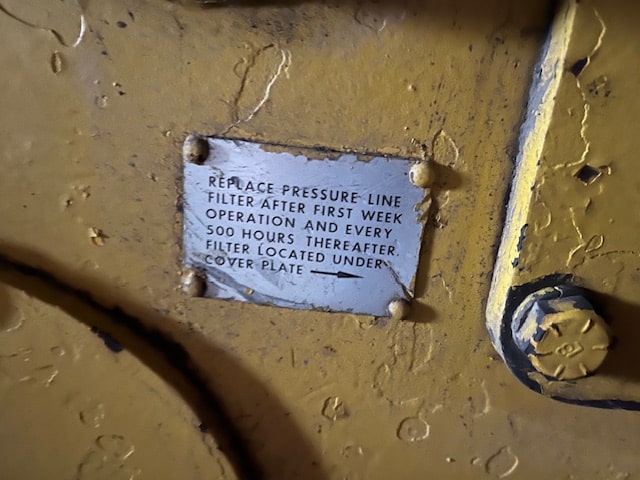 REPLACE PRESSURE LINE
FILTER AFTER FIRST WEEK
OPERATION AND EVERY
500 HOURS THEREAFTER.
FILTER LOCATED UNDER
COVER PLATE